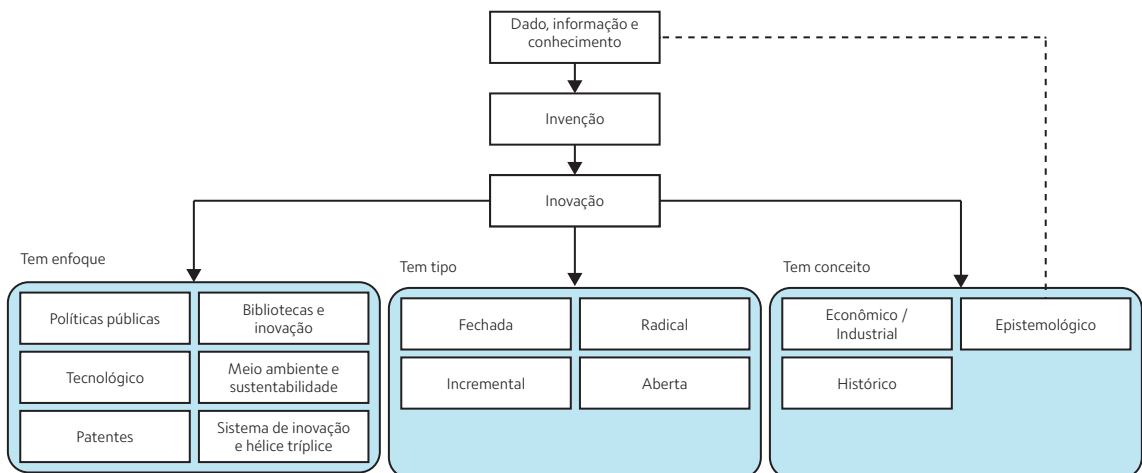 Dado, informação e
conhecimento
Invenção
Inovação
Tem enfoque
Políticas públicas
Bibliotecas e
inovação
Tecnológico
Meio ambiente e
sustentabilidade
Patentes
Sistema de inovação
e hélice tríplice
Tem tipo
Fechada
Radical
Incremental
Aberta
Tem conceito
Econômico /
Industrial
Epistemológico
Histórico